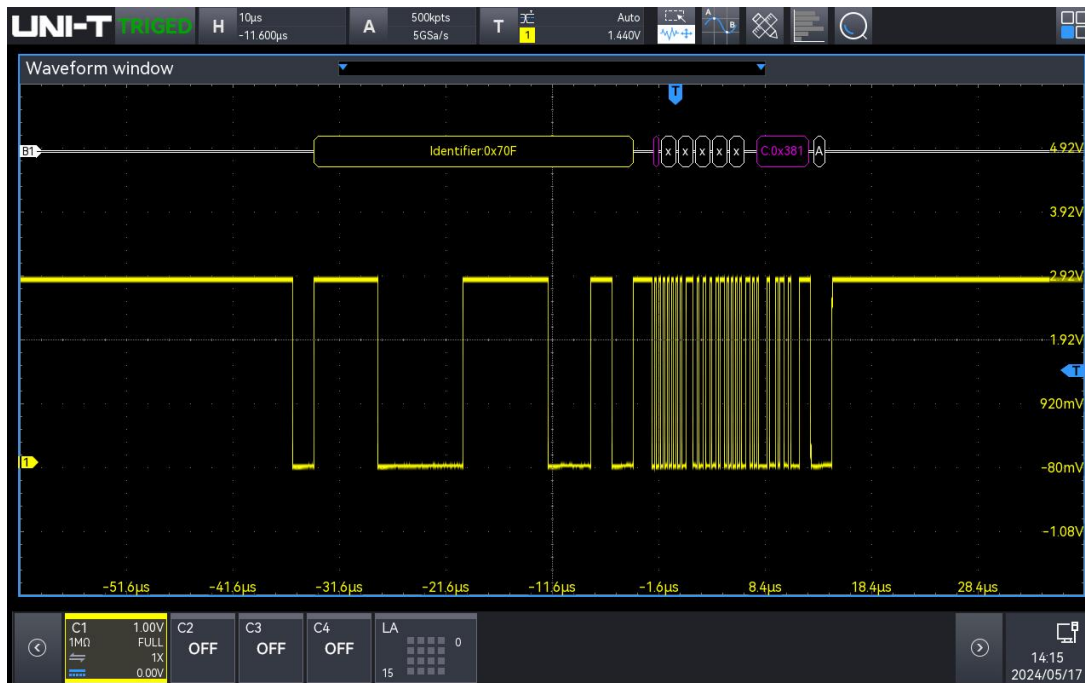 UNI-T TRIGED H 10μs A 500kpts T Auto
-11.600μs 5GSa/s 1 1.440V A B
Waveform window
T
B1 Identifier:0x70F x x x x x C:0x381 A 4.92V
3.92V
2.92V
1.92V
T
920mV
1 -80mV
-1.08V
-51.6μs -41.6μs -31.6μs -21.6μs -11.6μs -1.6μs 8.4μs 18.4μs 28.4μs
C1 1.00V C2 C3 C4 LA
1MΩ FULL OFF OFF OFF 0
1X
0.00V 15
14:15
2024/05/17